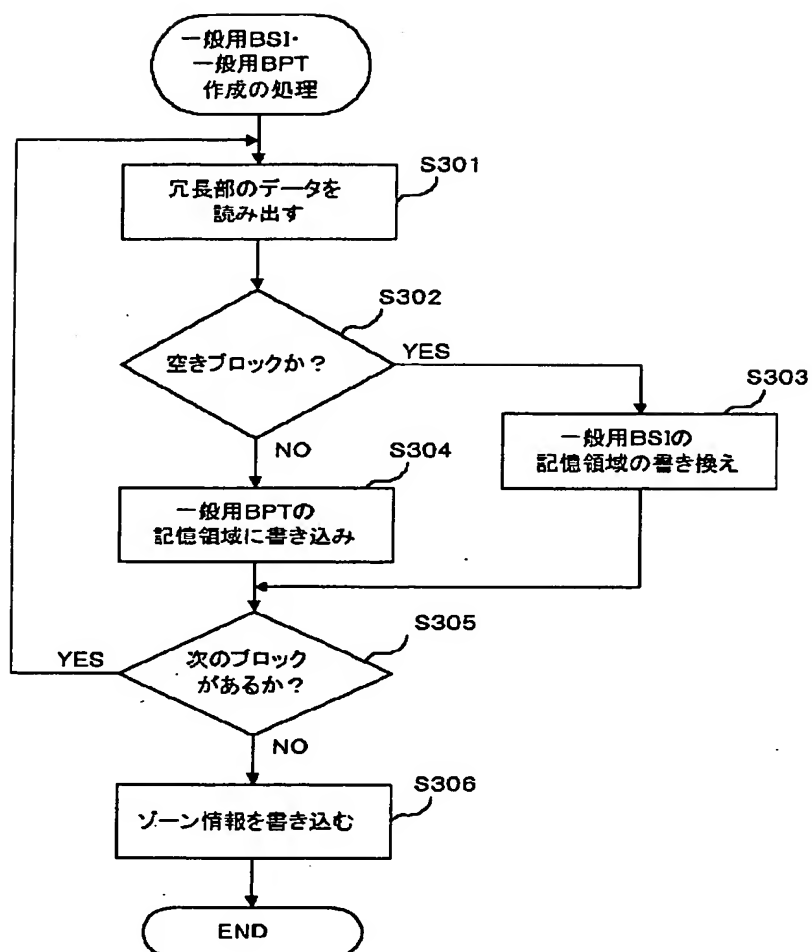 一般用BSI・
一般用BPT
作成の処理
S301
冗長部のデータを
読み出す
S302
空きブロックか？
YES
S303
一般用BSIの
記憶領域の書き換え
NO
S304
一般用BPTの
記憶領域に書き込み
S305
YES
次のブロック
があるか？
NO
S306
ゾーン情報を書き込む
END